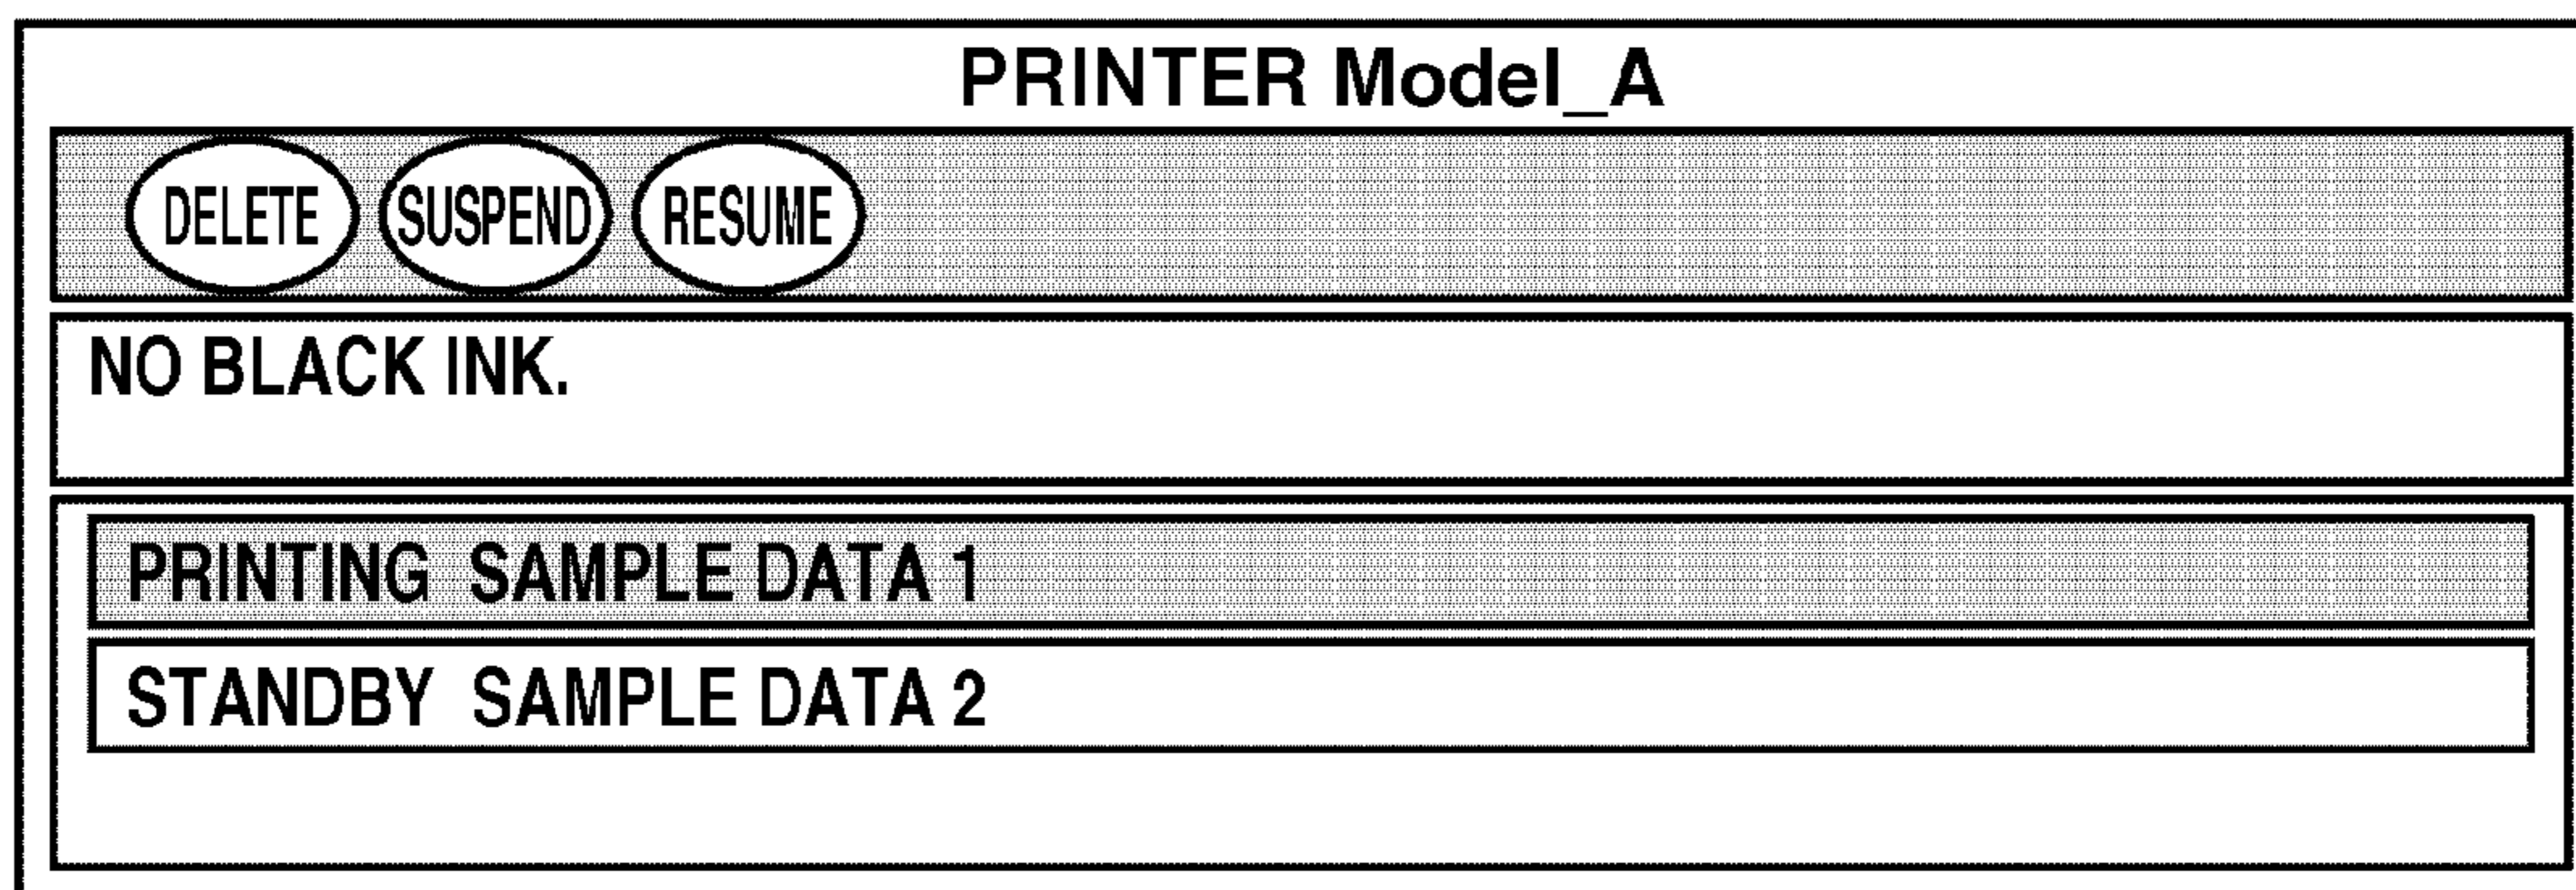 PRINTER Model_A
DELETE SUSPEND RESUME
NO BLACK INK.
PRINTING SAMPLE DATA 1
STANDBY SAMPLE DATA 2